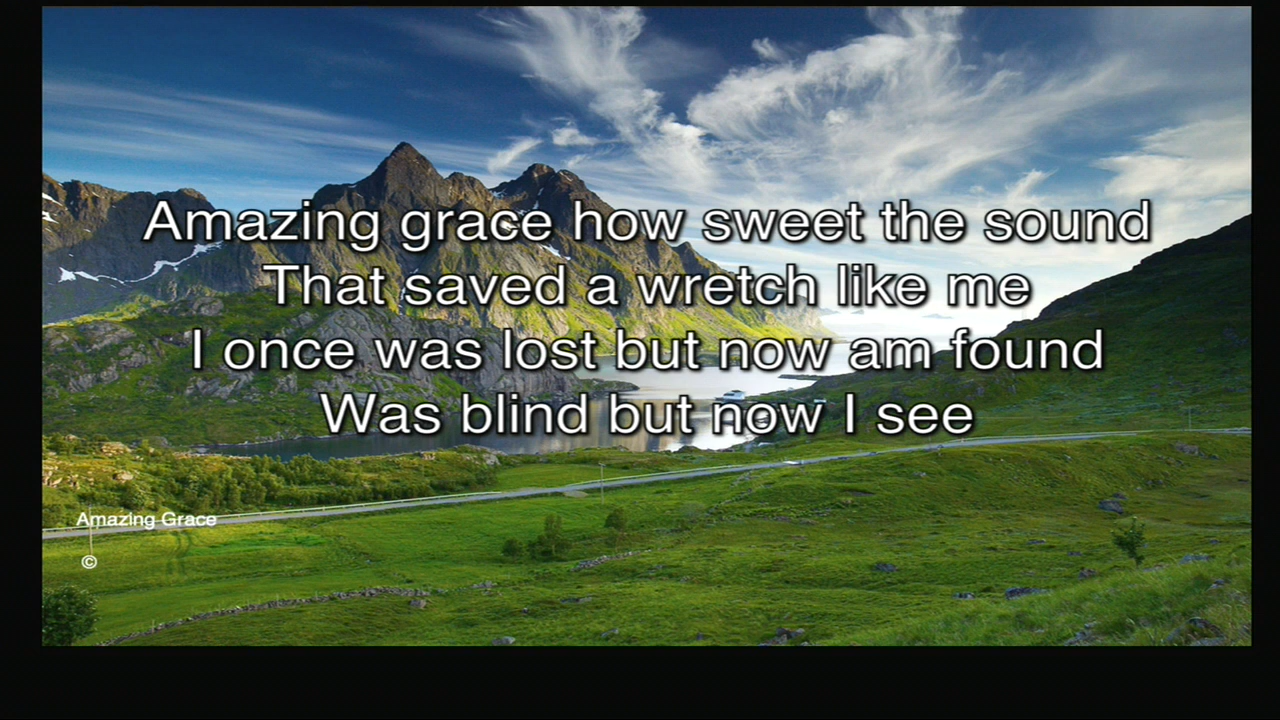 Amazing grace how sweet the sound
That saved a wretch like me
I once was lost but now am found
Was blind but now I see
Amazing Grace
©